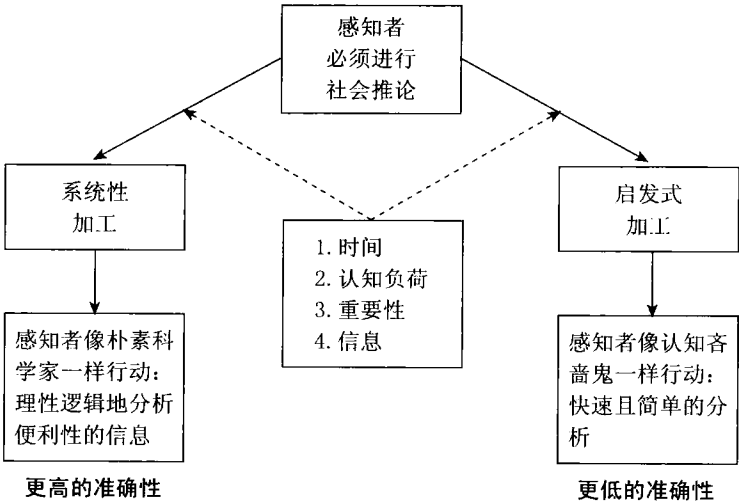 感知者
必须进行
社会推论
系统性
加工
启发式
加工
1.时间
2.认知负荷
3.重要性
4.信息
感知者像朴素科
学家一样行动：
理性逻辑地分析
便利性的信息
感知者像认知吝
啬鬼一样行动：
快速且简单的分
析
更高的准确性
更低的准确性